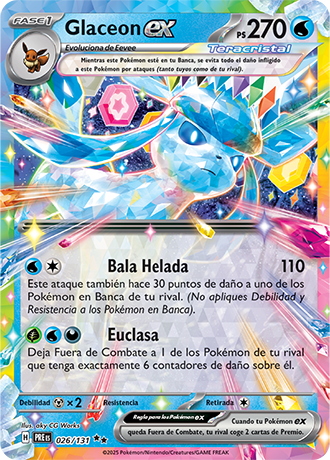 FASE 1
Glaceon ex
PS 270
Evoluciona de Eevee
Teracristal
Mientras este Pokémon esté en tu Banca, se evita todo el daño infligido
a este Pokémon por ataques (tanto tuyos como de tu rival).
Bala Helada 110
Este ataque también hace 30 puntos de daño a uno de los
Pokémon en Banca de tu rival. (No apliques Debilidad y
Resistencia a los Pokémon en Banca).
Euclasa
Deja Fuera de Combate a 1 de los Pokémon de tu rival
que tenga exactamente 6 contadores de daño sobre él.
Debilidad ×2 Resistencia Retirada
Ilus. aky CG Works
Regla para los Pokémon ex
Cuando tu Pokémon ex
queda Fuera de Combate, tu rival coge 2 cartas de Premio.
H PRE ES 026/131
©2025 Pokémon/Nintendo/Creatures/GAME FREAK